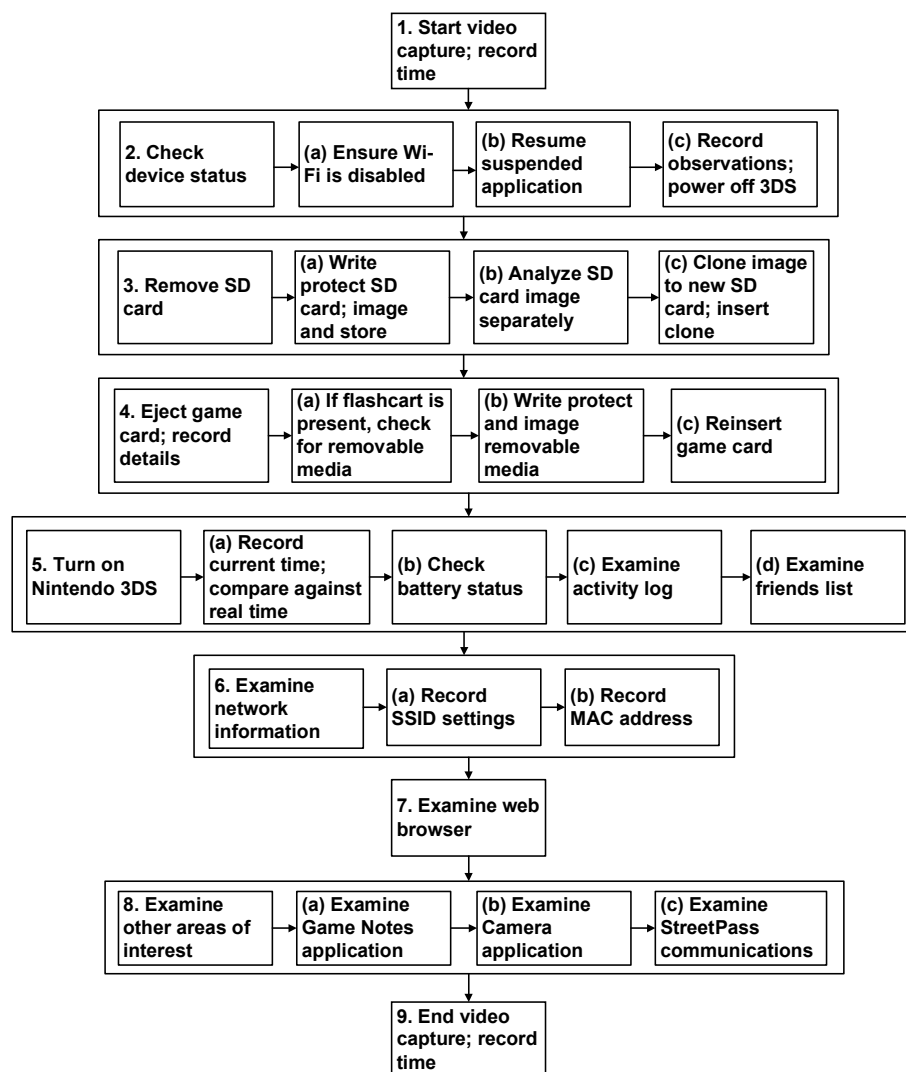 1. Start video
capture; record
time
2. Check
device status
(a) Ensure Wi-
Fi is disabled
(b) Resume
suspended
application
(c) Record
observations;
power off 3DS
3. Remove SD
card
(a) Write
protect SD
card; image
and store
(b) Analyze SD
card image
separately
(c) Clone image
to new SD
card; insert
clone
4. Eject game
card; record
details
(a) If flashcart is
present, check
for removable
media
(b) Write protect
and image
removable
media
(c) Reinsert
game card
5. Turn on
Nintendo 3DS
(a) Record
current time;
compare against
real time
(b) Check
battery status
(c) Examine
activity log
(d) Examine
friends list
6. Examine
network
information
(a) Record
SSID settings
(b) Record
MAC address
7. Examine web
browser
8. Examine
other areas of
interest
(a) Examine
Game Notes
application
(b) Examine
Camera
application
(c) Examine
StreetPass
communications
9. End video
capture; record
time